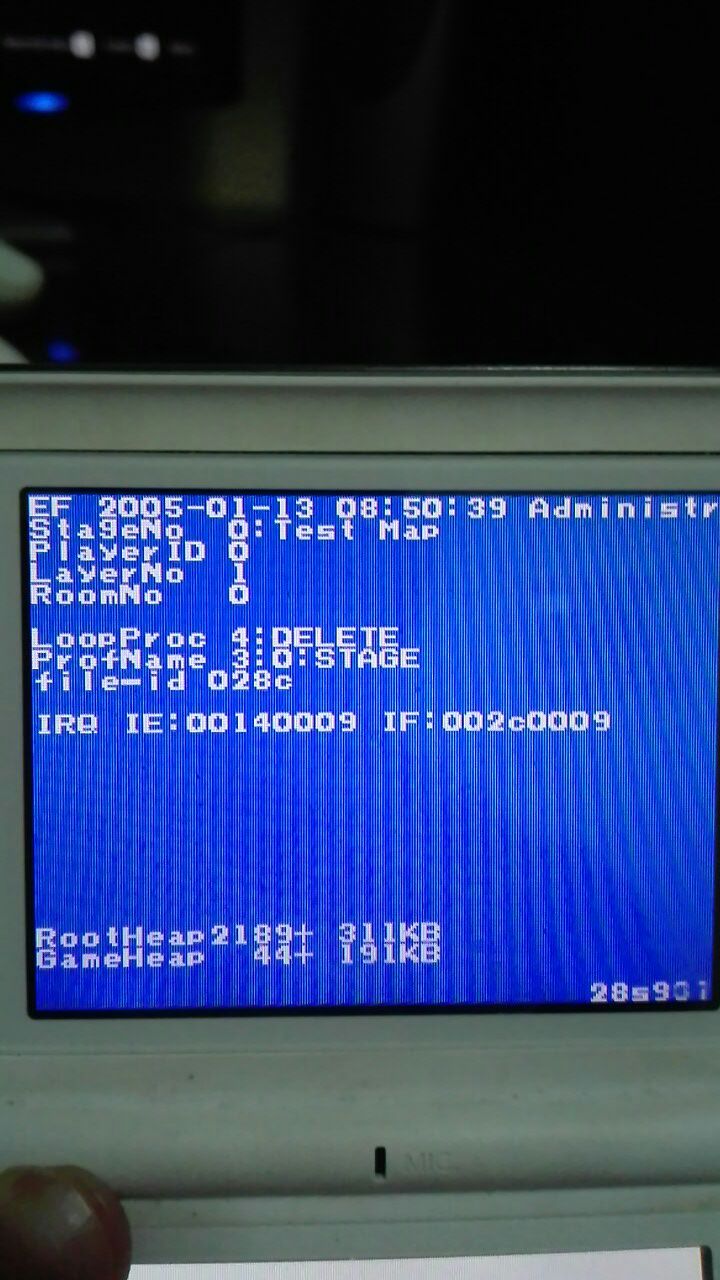 EF 2005-01-13 08:50:39 Administr
StageNo 0:Test Map
PlayerID 0
LayerNo 1
RoomNo 0
LoopProc 4:DELETE
ProfName 3:0:STAGE
file-id 028c
IRQ IE:00140009 IF:002c0009
RootHeap2189+ 311KB
GameHeap 44+ 191KB
MIC.